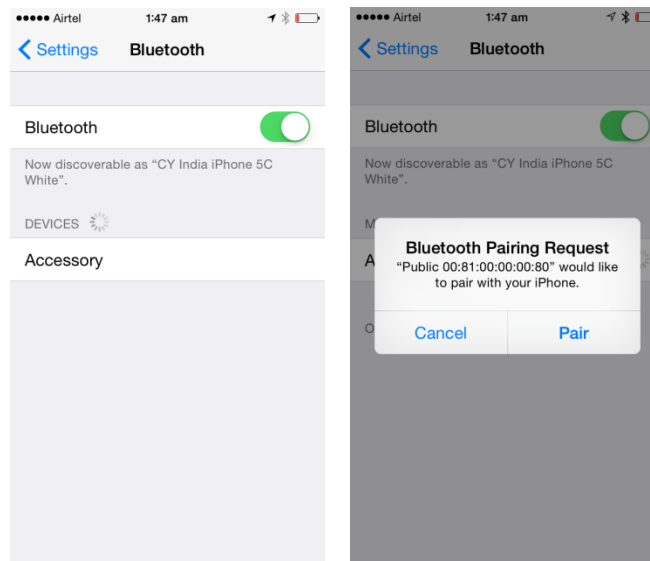 Airtel 1:47 am
Settings Bluetooth
Bluetooth
Now discoverable as “CY India iPhone 5C
White”.
DEVICES
Accessory
Airtel 1:47 am
Settings Bluetooth
Bluetooth
Now discoverable as “CY India iPhone 5C
White”.
M
A
O
Bluetooth Pairing Request
“Public 00:81:00:00:00:80” would like
to pair with your iPhone.
Cancel Pair